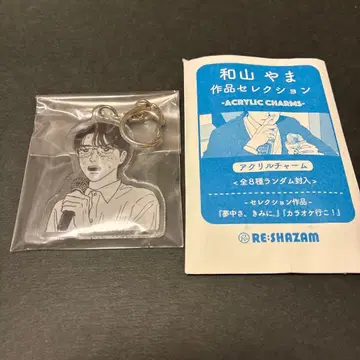 和山 やま
作品セレクション
-ACRYLIC CHARMS-
アクリルチャーム
<全8種ランダム封入>
-セレクション作品-
『夢中さ、きみに。』『カラオケ行こ!』
RE:SHAZAM